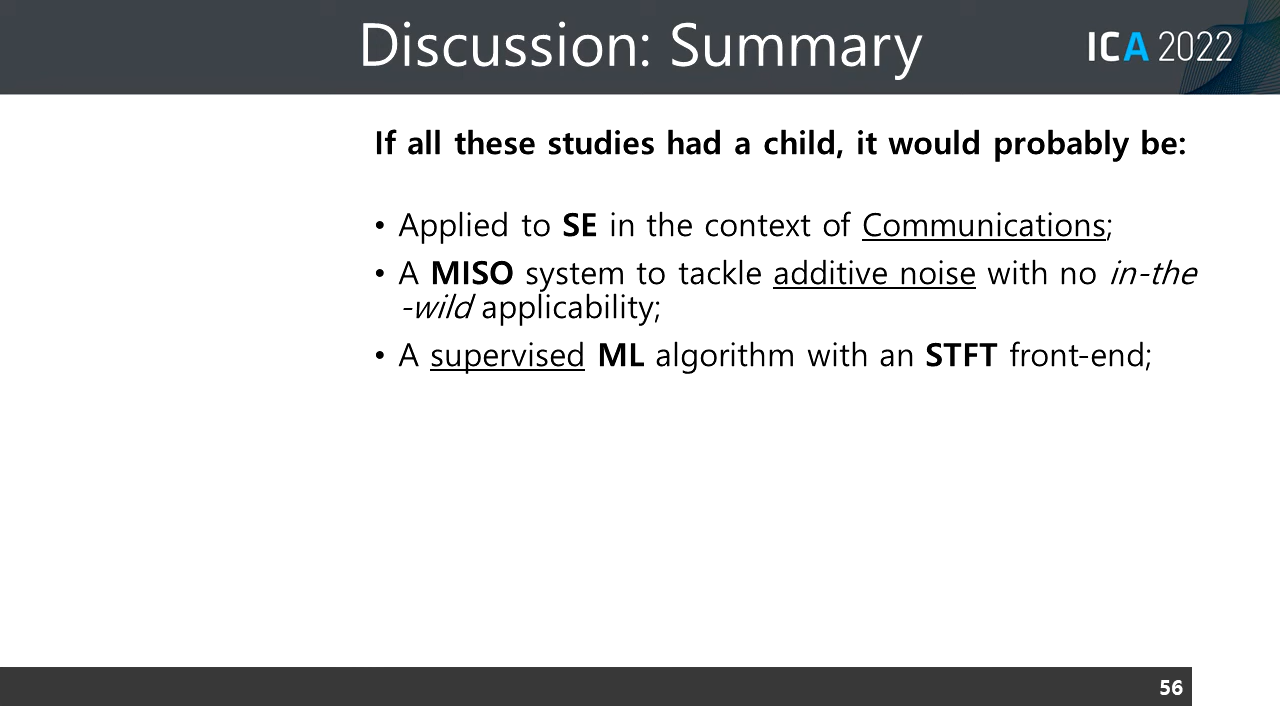 Discussion: Summary
ICA 2022
If all these studies had a child, it would probably be:
• Applied to SE in the context of Communications;
• A MISO system to tackle additive noise with no in-the
-wild applicability;
• A supervised ML algorithm with an STFT front-end;
56